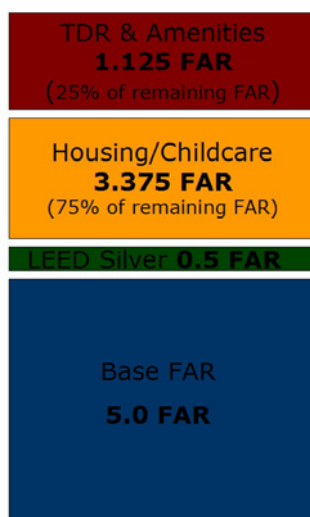 TDR & Amenities
1.125 FAR
(25% of remaining FAR)
Housing/Childcare
3.375 FAR
(75% of remaining FAR)
LEED Silver 0.5 FAR
Base FAR
5.0 FAR